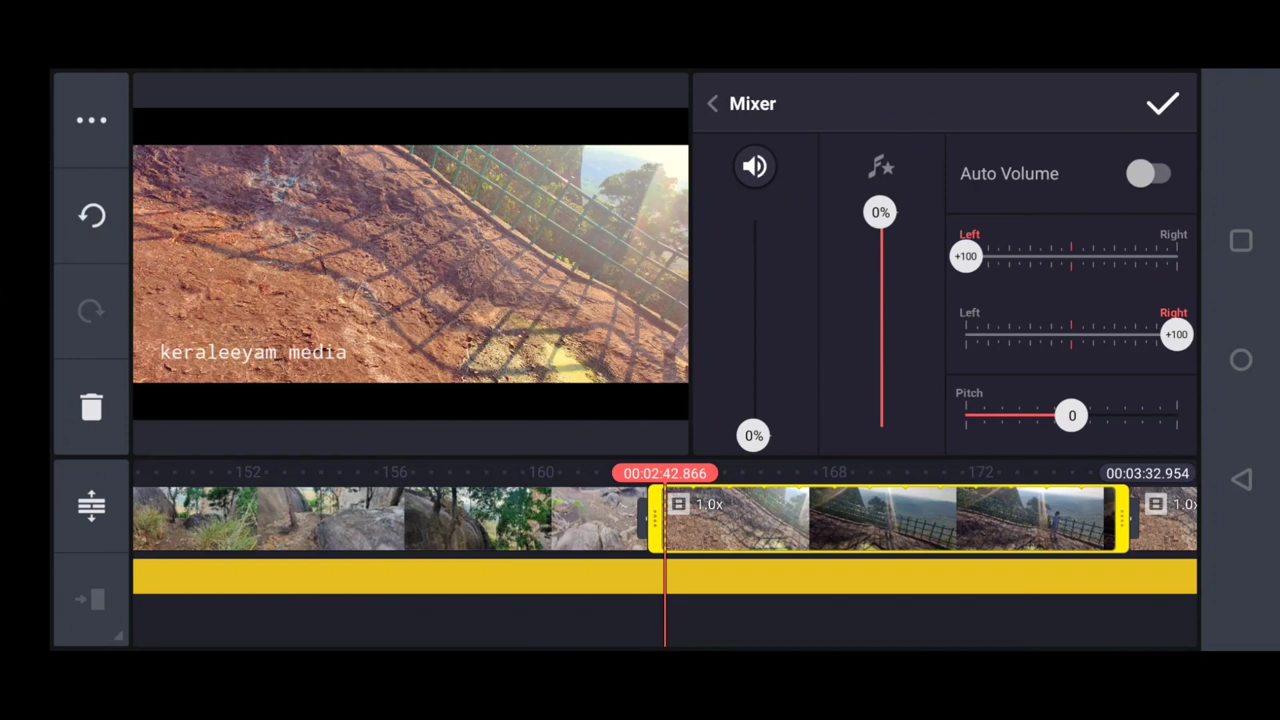 Mixer
Auto Volume
0%
Left Right
+100
keraleeyam media
Left Right
+100
Pitch
0
0%
152 156 160 00:02:42.866 168 172 00:03:32.954
1.0x 1.0x